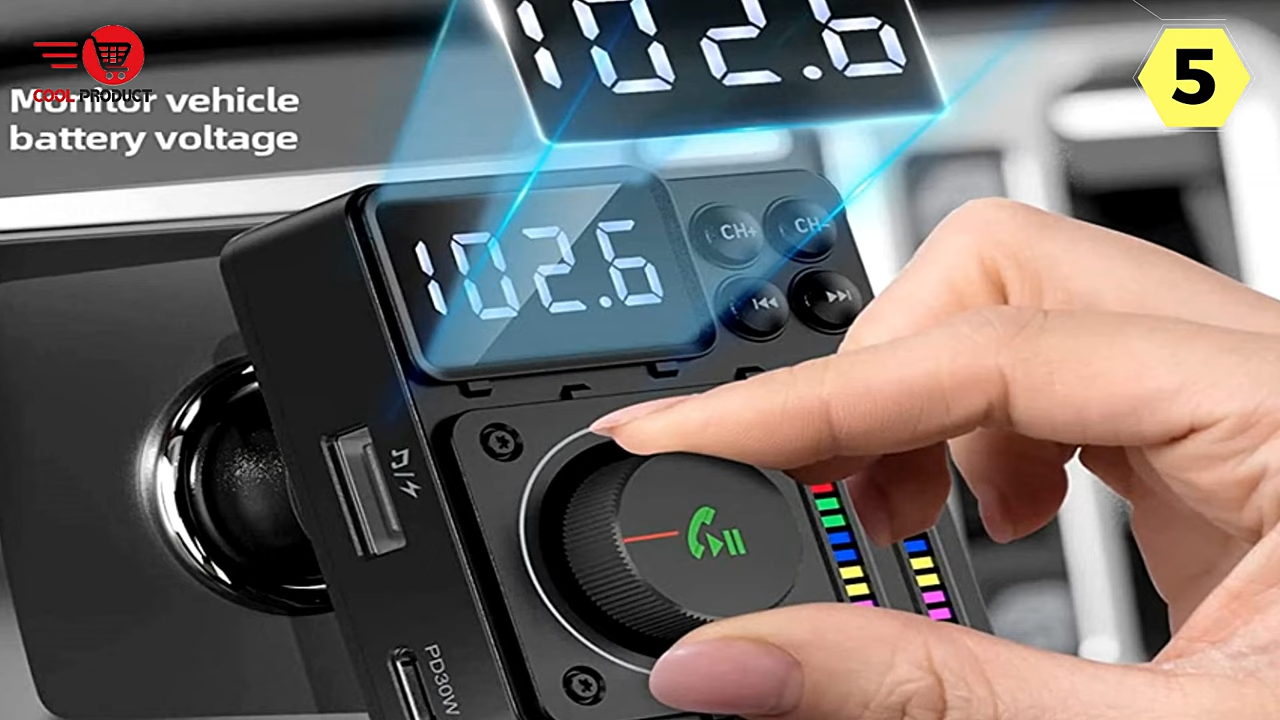 102.6
5
COOL PRODUCT
Monitor vehicle
battery voltage
102.6
CH+
CH-
PD30W